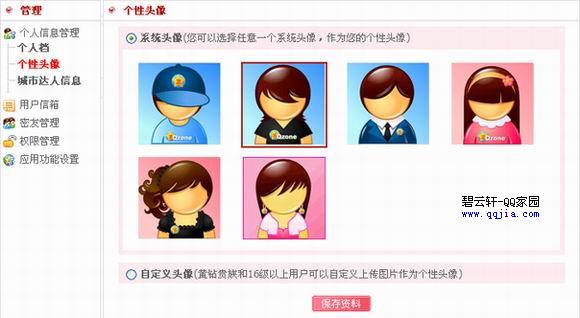 管理
个人信息管理
个人档
个性头像
城市达人信息
用户信箱
密友管理
权限管理
应用功能设置
个性头像
系统头像(您可以选择任意一个系统头像，作为您的个性头像)
Qzone
Qzone
Qzone
碧云轩-QQ家园
www.qqjia.com
自定义头像(黄钻贵族和16级以上用户可以自定义上传图片作为个性头像)
保存资料